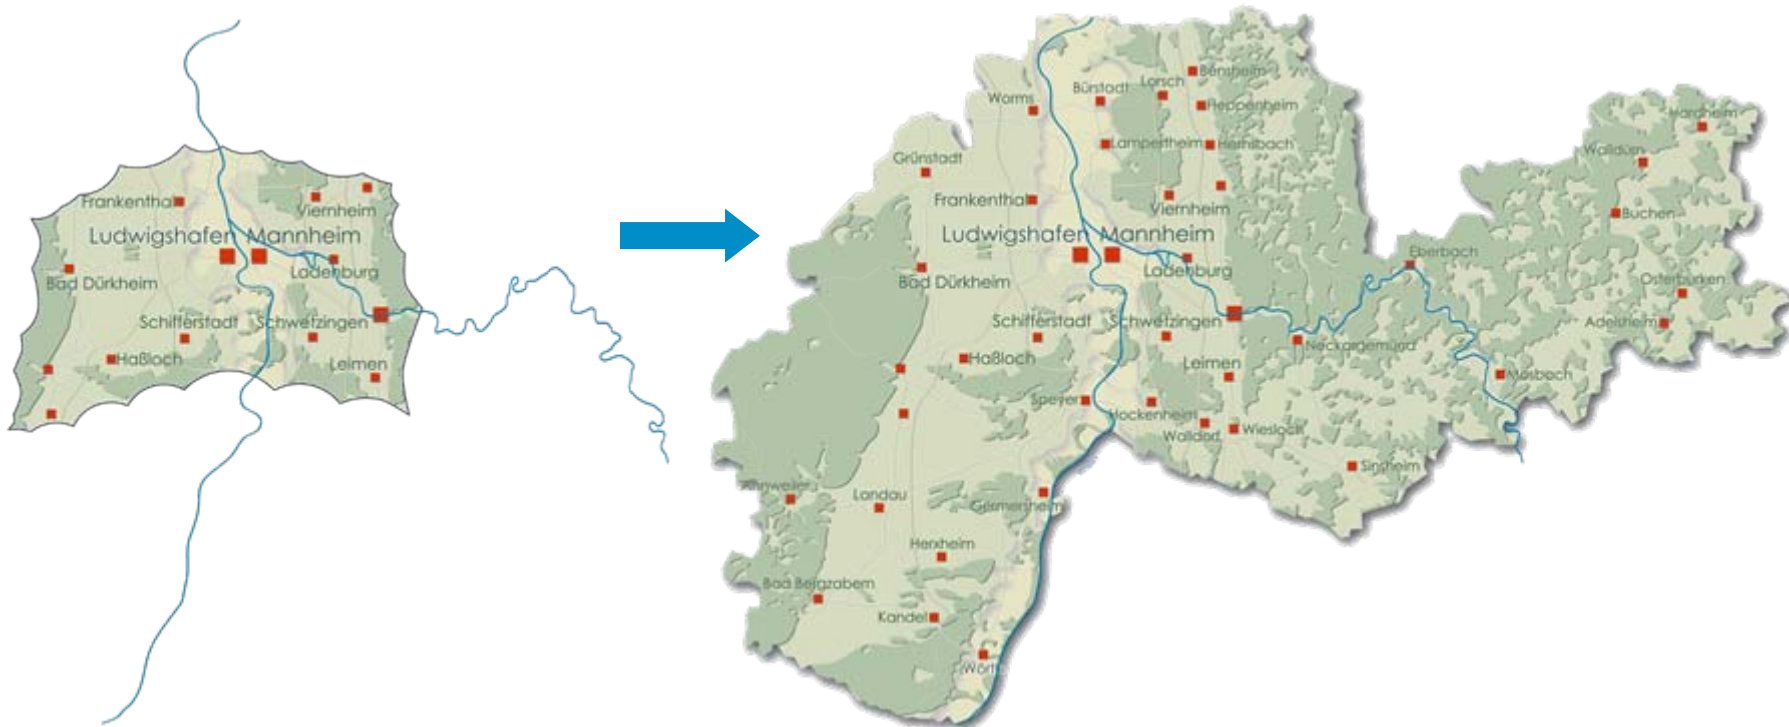 Frankenthal
Viernheim
Ludwigshafen Mannheim
Ladenburg
Bad Dürkheim
Schifferstadt
Schwetzingen
Haßloch
Leimen
Bensheim
Lorsch
Bürstadt
Worms
Heppenheim
Hardheim
Lampertheim
Hemsbach
Walldürn
Grünstadt
Frankenthal
Viernheim
Buchen
Ludwigshafen Mannheim
Eberbach
Ladenburg
Bad Dürkheim
Osterburken
Schifferstadt
Schwetzingen
Adelsheim
Neckargemünd
Haßloch
Leimen
Mosbach
Speyer
Hockenheim
Walldorf
Wiesloch
Sinsheim
Annweiler
Landau
Germersheim
Herxheim
Bad Bergzabern
Kandel
Wörth